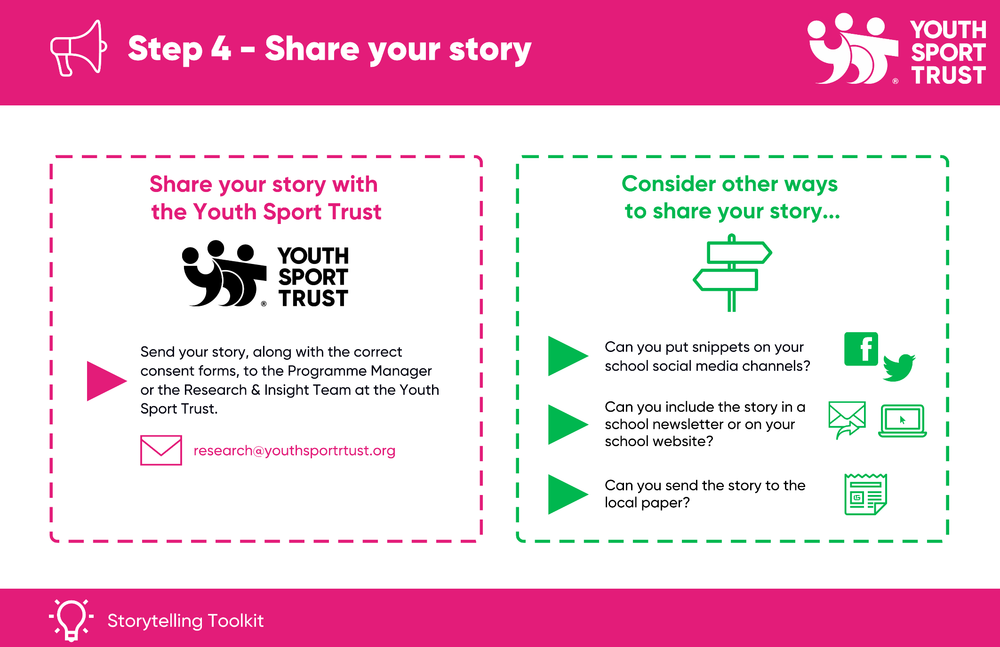 Step 4 - Share your story
YOUTH
SPORT
TRUST
®
Share your story with
the Youth Sport Trust
YOUTH
SPORT
TRUST
®
Send your story, along with the correct
consent forms, to the Programme Manager
or the Research & Insight Team at the Youth
Sport Trust.
research@youthsportrtust.org
Consider other ways
to share your story...
Can you put snippets on your
school social media channels?
Can you include the story in a
school newsletter or on your
school website?
Can you send the story to the
local paper?
Storytelling Toolkit